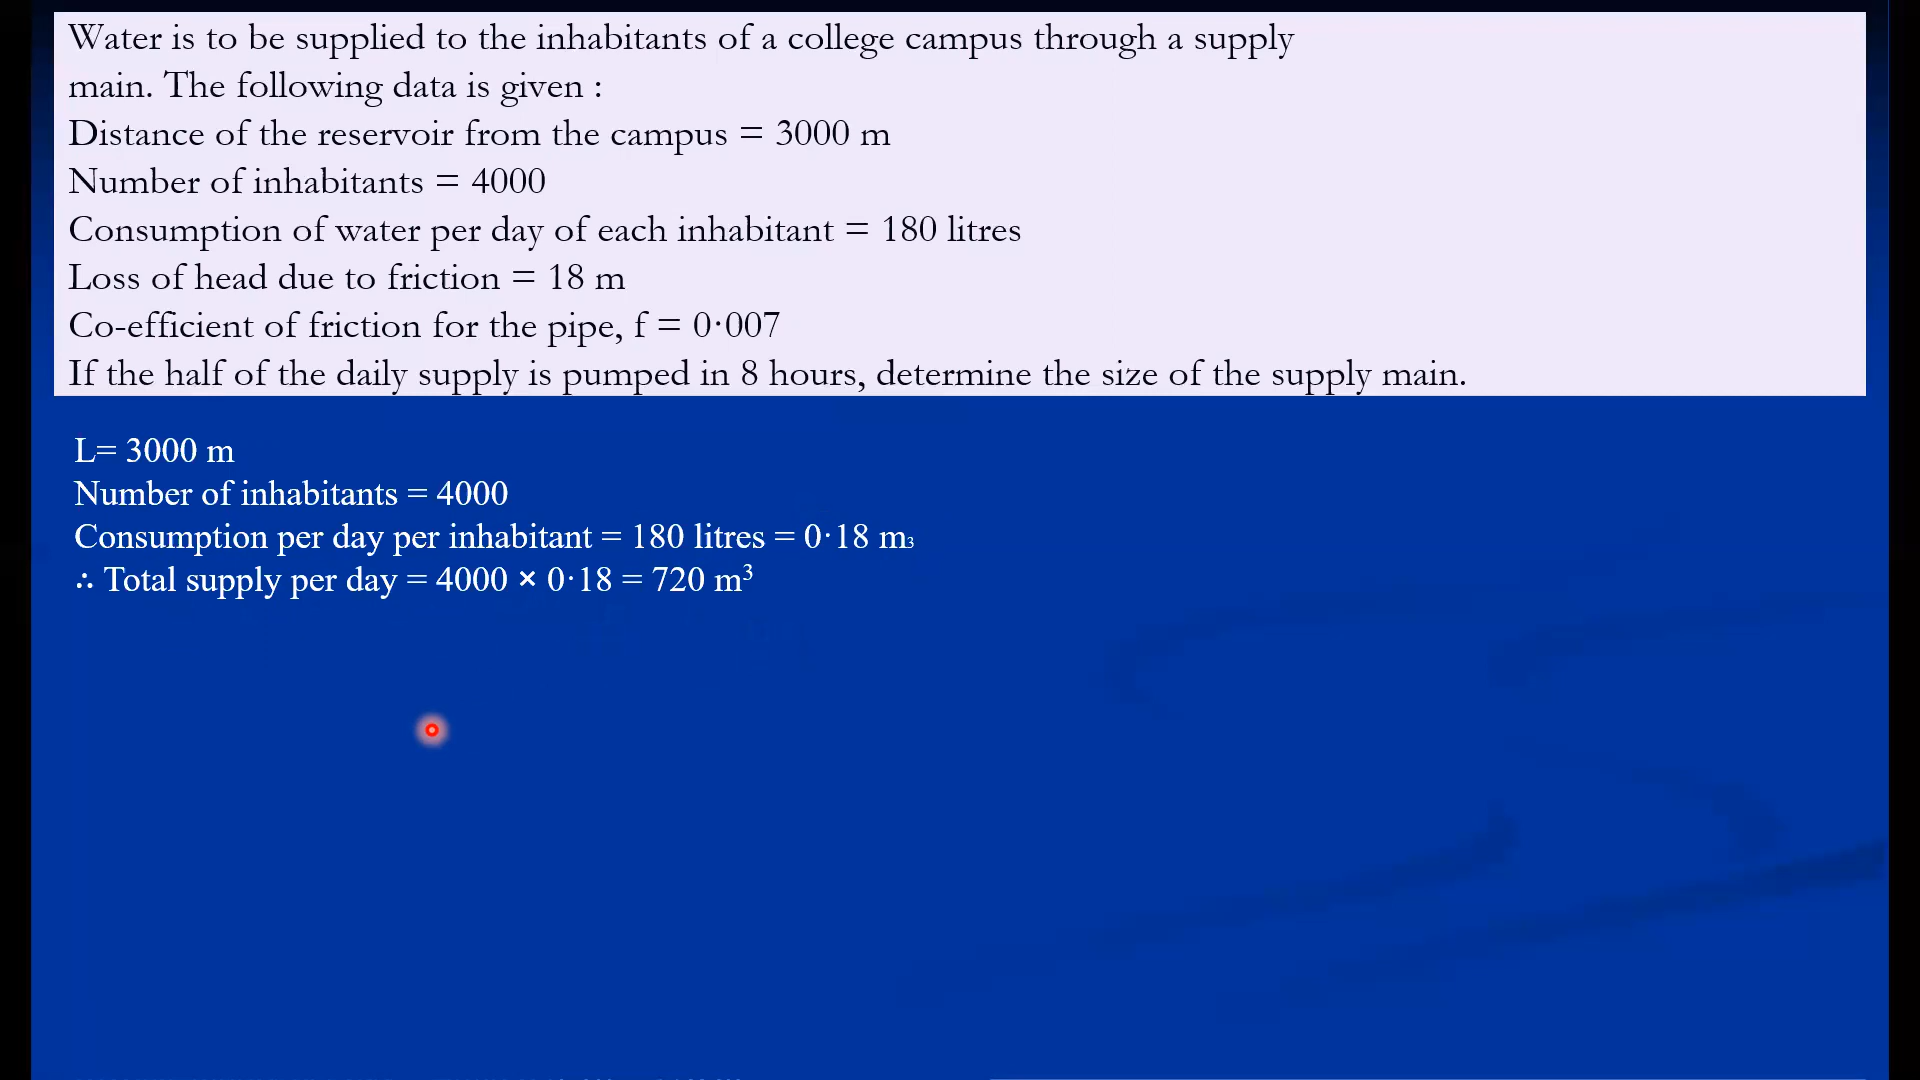 Water is to be supplied to the inhabitants of a college campus through a supply
main. The following data is given :
Distance of the reservoir from the campus = 3000 m
Number of inhabitants = 4000
Consumption of water per day of each inhabitant = 180 litres
Loss of head due to friction = 18 m
Co-efficient of friction for the pipe, f = 0·007
If the half of the daily supply is pumped in 8 hours, determine the size of the supply main.
L= 3000 m
Number of inhabitants = 4000
Consumption per day per inhabitant = 180 litres = 0·18 m₃
∴ Total supply per day = 4000 × 0·18 = 720 m³